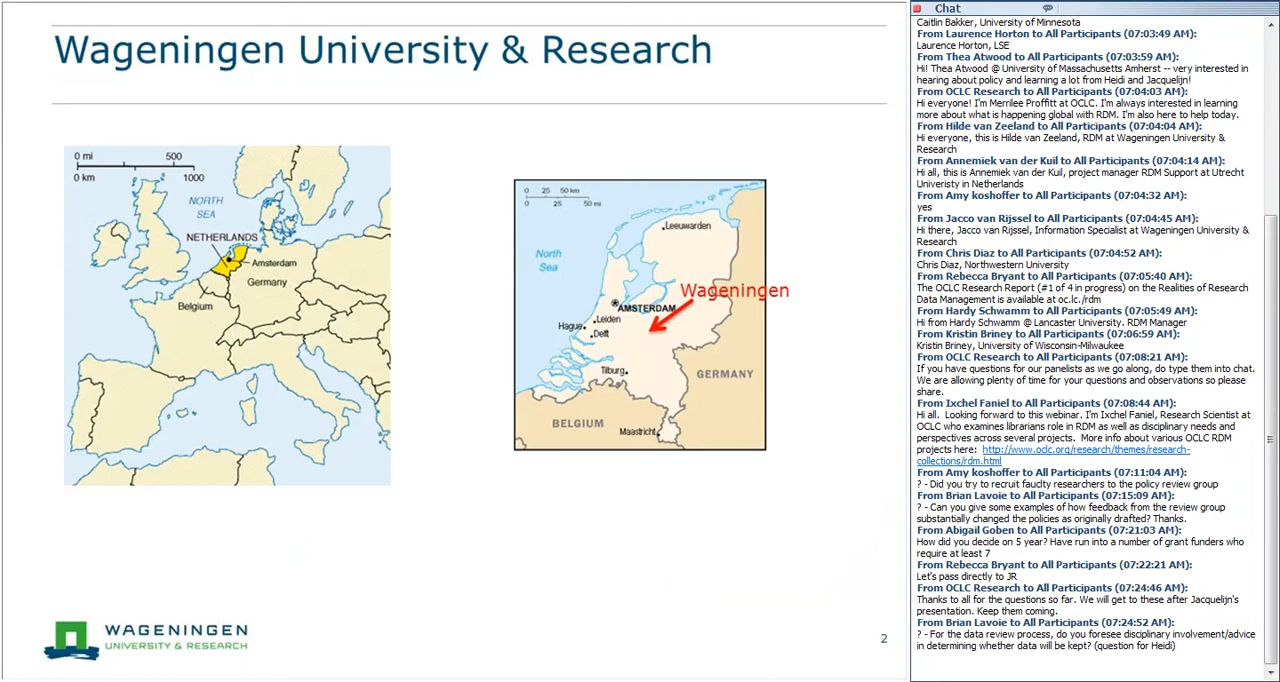 Wageningen University & Research
0 mi 500
0 km 1000
NORTH
SEA
NETHERLANDS
Amsterdam
Germany
Belgium
0 25 50 km
0 25 50 mi
North
Sea
Leeuwarden
Wageningen
AMSTERDAM
Leiden
Hague
Delft
Tilburg
GERMANY
BELGIUM
Maastricht
WAGENINGEN
UNIVERSITY & RESEARCH
2
Chat
Caitlin Bakker, University of Minnesota
From Laurence Horton to All Participants (07:03:49 AM):
Laurence Horton, LSE
From Thea Atwood to All Participants (07:03:59 AM):
Hi! Thea Atwood @ University of Massachusetts Amherst -- very interested in
hearing about policy and learning a lot from Heidi and Jacquelijn!
From OCLC Research to All Participants (07:04:03 AM):
Hi everyone! I'm Merrilee Proffitt at OCLC. I'm always interested in learning
more about what is happening global with RDM. I'm also here to help today.
From Hilde van Zeeland to All Participants (07:04:04 AM):
Hi everyone, this is Hilde van Zeeland, RDM at Wageningen University &
Research
From Annemiek van der Kuil to All Participants (07:04:14 AM):
Hi all, this is Annemiek van der Kuil, project manager RDM Support at Utrecht
Univeristy in Netherlands
From Amy koshoffer to All Participants (07:04:32 AM):
yes
From Jacco van Rijssel to All Participants (07:04:45 AM):
Hi there, Jacco van Rijssel, Information Specialist at Wageningen University &
Research
From Chris Diaz to All Participants (07:04:52 AM):
Chris Diaz, Northwestern University
From Rebecca Bryant to All Participants (07:05:40 AM):
The OCLC Research Report (#1 of 4 in progress) on the Realities of Research
Data Management is available at oc.lc./rdm
From Hardy Schwamm to All Participants (07:05:49 AM):
Hi from Hardy Schwamm @ Lancaster University. RDM Manager
From Kristin Briney to All Participants (07:06:59 AM):
Kristin Briney, University of Wisconsin-Milwaukee
From OCLC Research to All Participants (07:08:21 AM):
If you have questions for our panelists as we go along, do type them into chat.
We are allowing plenty of time for your questions and observations so please
share.
From Ixchel Faniel to All Participants (07:08:44 AM):
Hi all.  Looking forward to this webinar. I'm Ixchel Faniel, Research Scientist at
OCLC who examines librarians role in RDM as well as disciplinary needs and
perspectives across several projects.  More info about various OCLC RDM
projects here:  http://www.oclc.org/research/themes/research-
collections/rdm.html
From Amy koshoffer to All Participants (07:11:04 AM):
? - Did you try to recruit fauclty researchers to the policy review group
From Brian Lavoie to All Participants (07:15:09 AM):
? - Can you give some examples of how feedback from the review group
substantially changed the policies as originally drafted? Thanks.
From Abigail Goben to All Participants (07:21:03 AM):
How did you decide on 5 year? Have run into a number of grant funders who
require at least 7
From Rebecca Bryant to All Participants (07:22:21 AM):
Let's pass directly to JR
From OCLC Research to All Participants (07:24:46 AM):
Thanks to all for the questions so far. We will get to these after Jacquelijn's
presentation. Keep them coming.
From Brian Lavoie to All Participants (07:24:52 AM):
? - For the data review process, do you foresee disciplinary involvement/advice
in determining whether data will be kept? (question for Heidi)